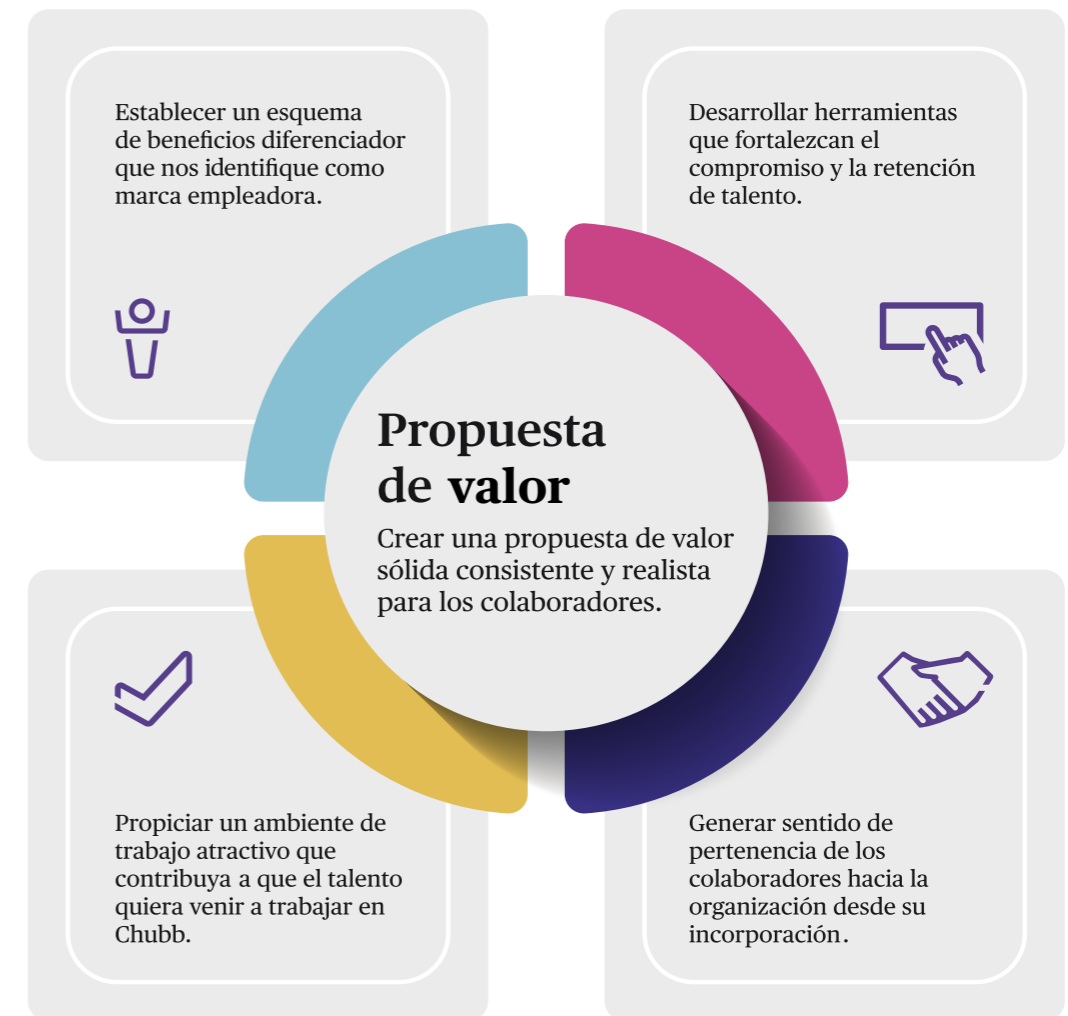 Establecer un esquema
de beneficios diferenciador
que nos identifique como
marca empleadora.
Desarrollar herramientas
que fortalezcan el
compromiso y la retención
de talento.
Propuesta
de valor
Crear una propuesta de valor
sólida consistente y realista
para los colaboradores.
Propiciar un ambiente de
trabajo atractivo que
contribuya a que el talento
quiera venir a trabajar en
Chubb.
Generar sentido de
pertenencia de los
colaboradores hacia la
organización desde su
incorporación.